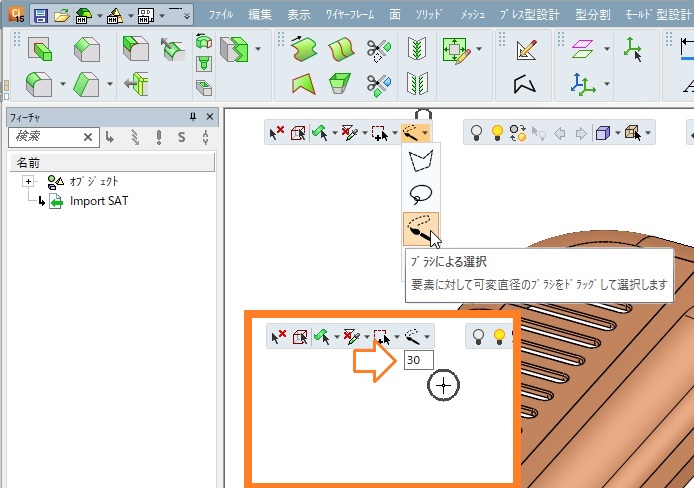 15
ファイル 編集 表示 ワイヤーフレーム 面 ソリッド メッシュ プレス型設計 型分割 モールド型設計
フィーチャ
検索
S
名前
オブジェクト
Import SAT
ブラシによる選択
要素に対して可変直径のブラシをドラッグして選択します
30